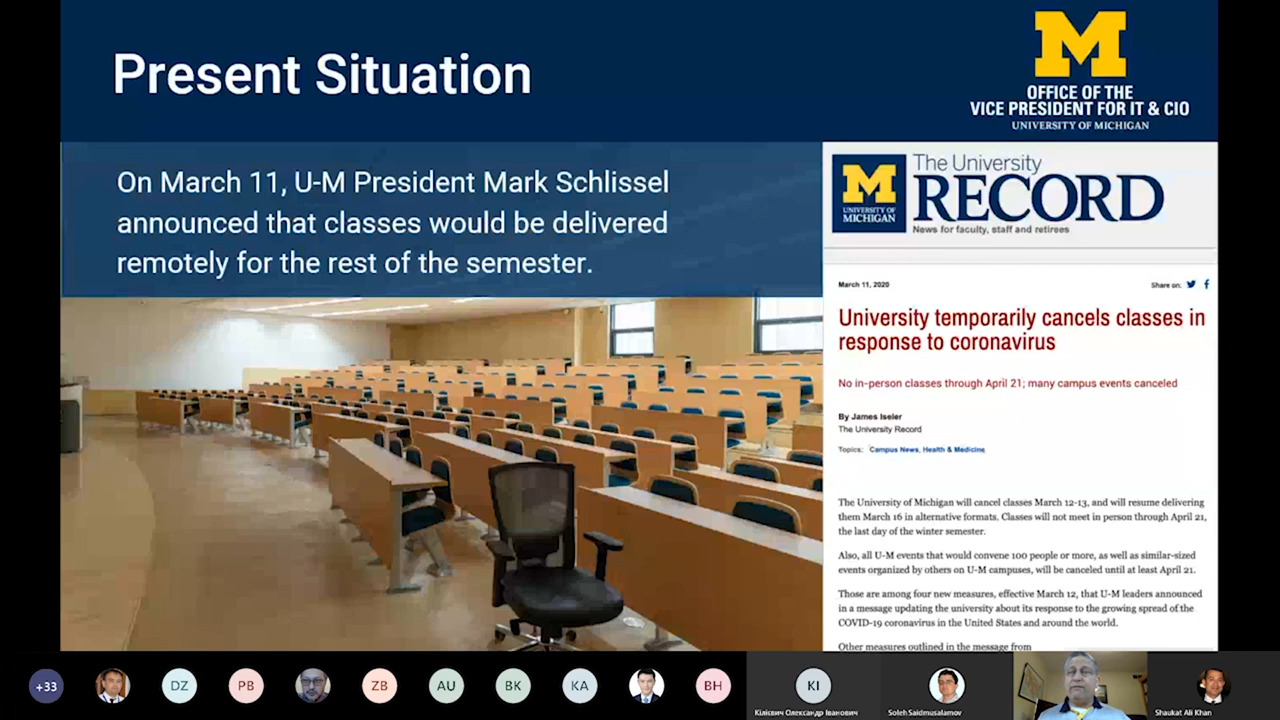 Present Situation
M
OFFICE OF THE
VICE PRESIDENT FOR IT & CIO
UNIVERSITY OF MICHIGAN
On March 11, U-M President Mark Schlissel
announced that classes would be delivered
remotely for the rest of the semester.
M
UNIVERSITY OF
MICHIGAN
The University
RECORD
News for faculty, staff and retirees
March 11, 2020
Share on:
University temporarily cancels classes in
response to coronavirus
No in-person classes through April 21; many campus events canceled
By James Iseler
The University Record
Topics: Campus News, Health & Medicine
The University of Michigan will cancel classes March 12-13, and will resume delivering
them March 16 in alternative formats. Classes will not meet in person through April 21,
the last day of the winter semester.
Also, all U-M events that would convene 100 people or more, as well as similar-sized
events organized by others on U-M campuses, will be canceled until at least April 21.
Those are among four new measures, effective March 12, that U-M leaders announced
in a message updating the university about its response to the growing spread of the
COVID-19 coronavirus in the United States and around the world.
Other measures outlined in the message from
+33
DZ
PB
ZB
AU
BK
KA
BH
KI
Кілієвич Олександр Іванович
Soleh Saidmusalamov
Shaukat Ali Khan